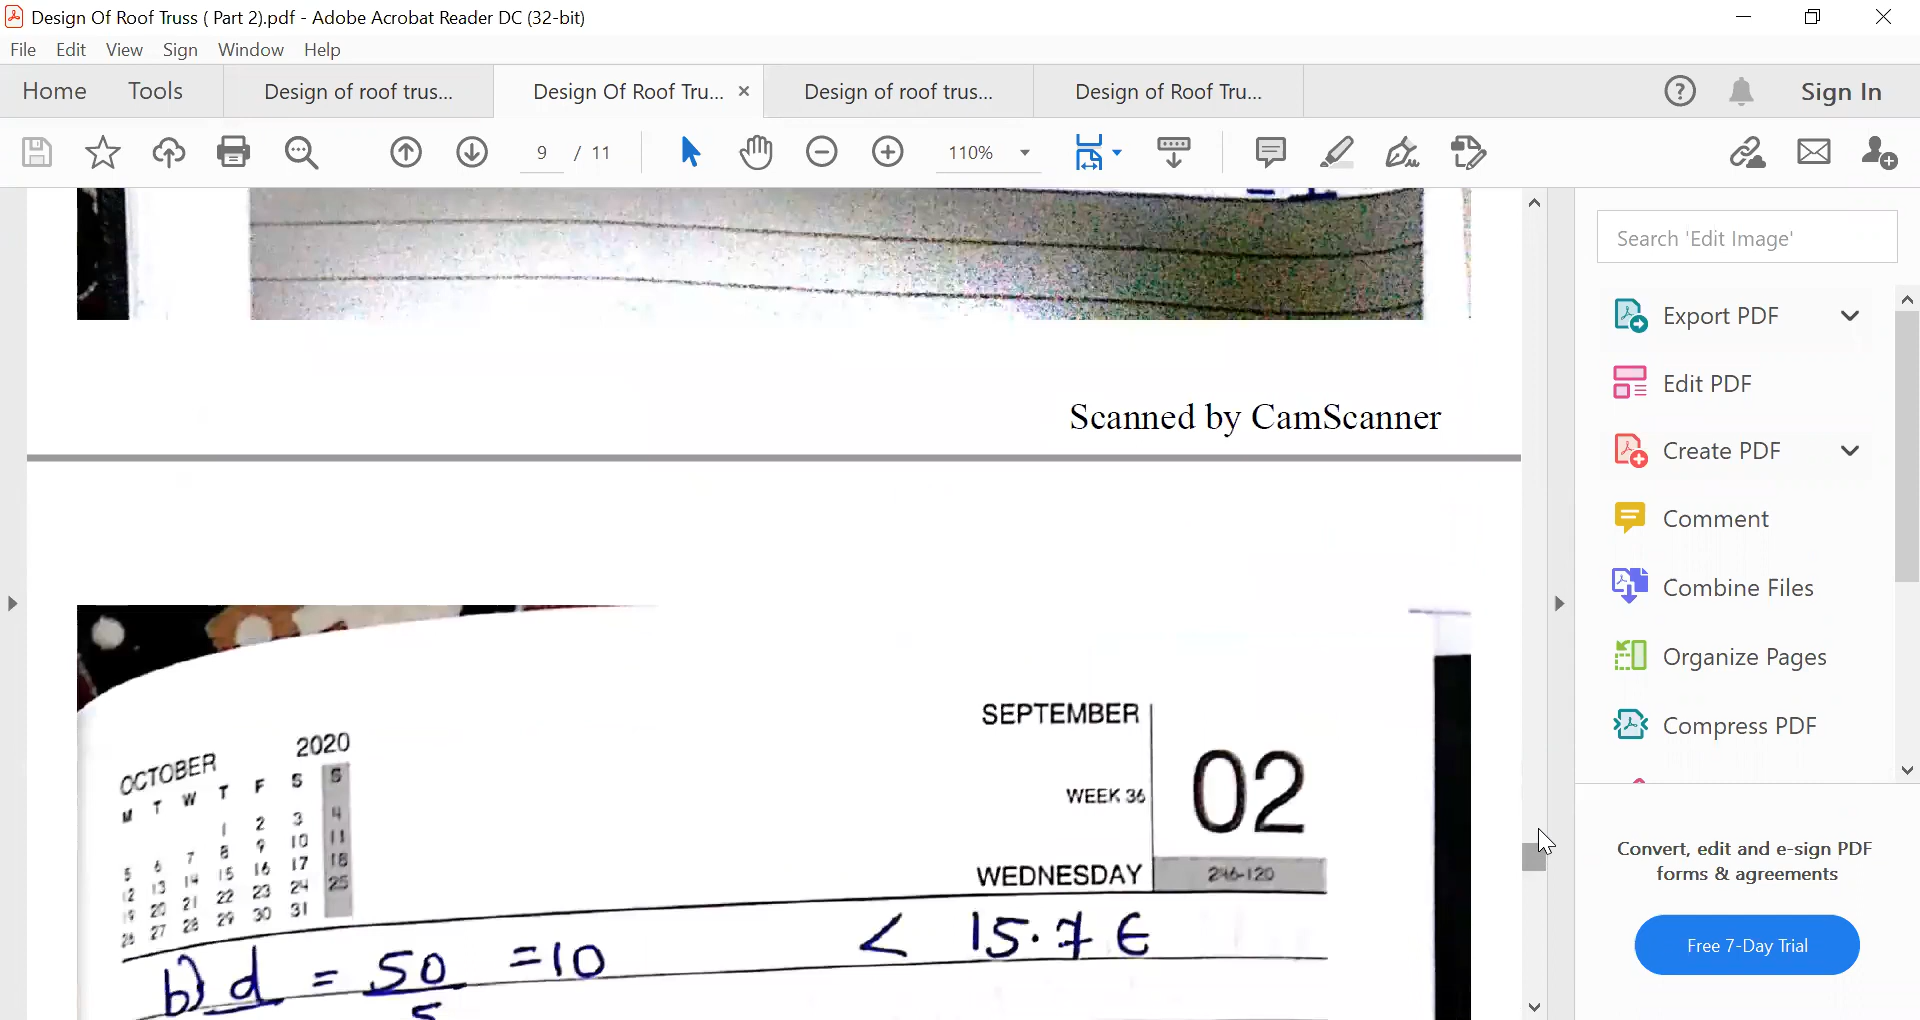 Design Of Roof Truss ( Part 2).pdf - Adobe Acrobat Reader DC (32-bit)
File Edit View Sign Window Help
Home Tools Design of roof trus... Design Of Roof Tru... × Design of roof trus... Design of Roof Tru... Sign In
9 / 11 110%
Search 'Edit Image'
Export PDF
Edit PDF
Create PDF
Comment
Combine Files
Organize Pages
Compress PDF
Convert, edit and e-sign PDF
forms & agreements
Free 7-Day Trial
Scanned by CamScanner
OCTOBER 2020
M T W T F S S
1 2 3 4
5 6 7 8 9 10 11
12 13 14 15 16 17 18
19 20 21 22 23 24 25
26 27 28 29 30 31
SEPTEMBER
WEEK 36
02
WEDNESDAY
246-120
b) d = 50 = 10 < 15.7 ϵ
5